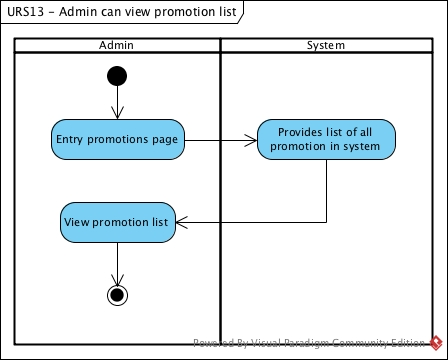 URS13 - Admin can view promotion list
Admin
System
Entry promotions page
Provides list of all
promotion in system
View promotion list
Powered By Visual Paradigm Community Edition